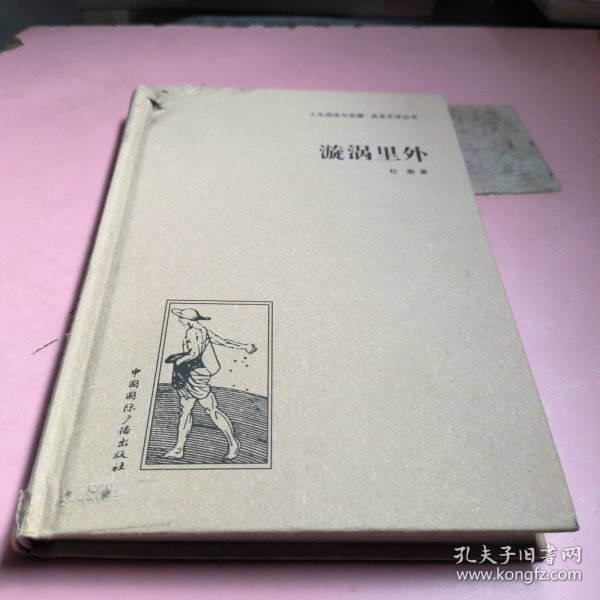 人文阅读与收藏·良友文学丛书
漩涡里外
杜衡 著
中国国际广播出版社
孔夫子旧书网
www.kongfz.com